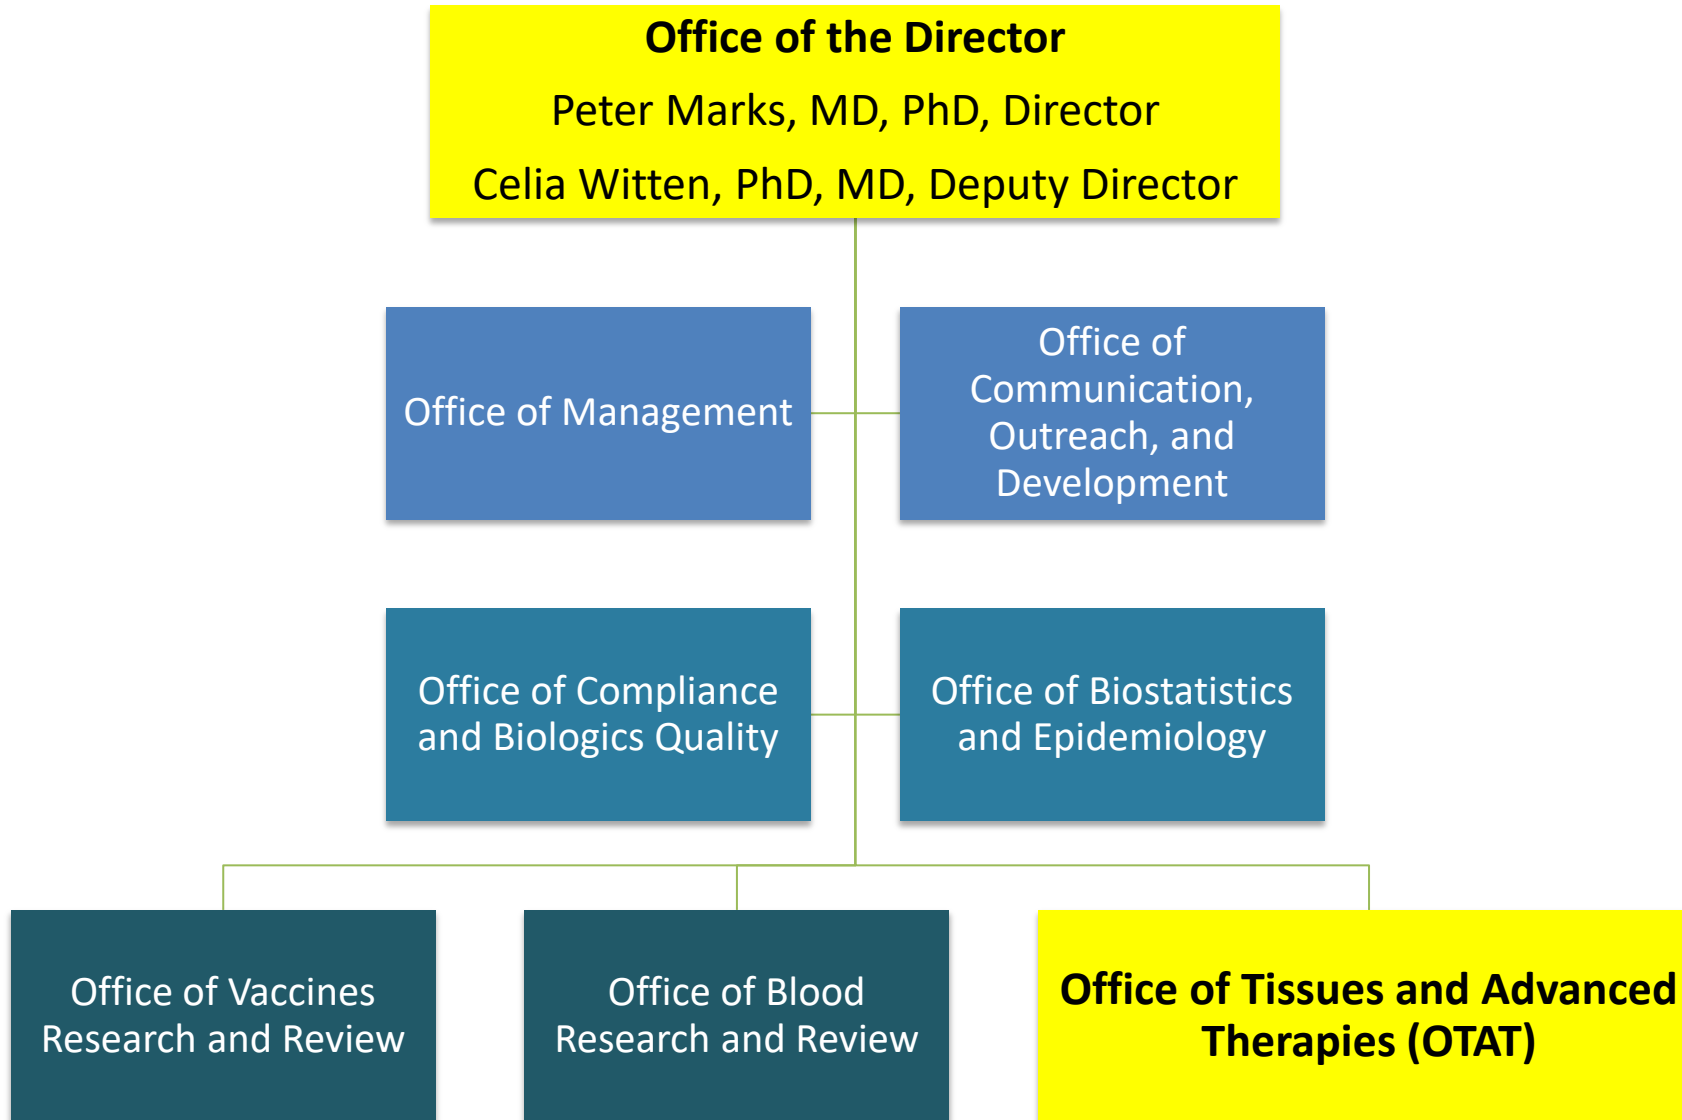 Office of the Director
Peter Marks, MD, PhD, Director
Celia Witten, PhD, MD, Deputy Director
Office of Management
Office of
Communication,
Outreach, and
Development
Office of Compliance
and Biologics Quality
Office of Biostatistics
and Epidemiology
Office of Vaccines
Research and Review
Office of Blood
Research and Review
Office of Tissues and Advanced
Therapies (OTAT)